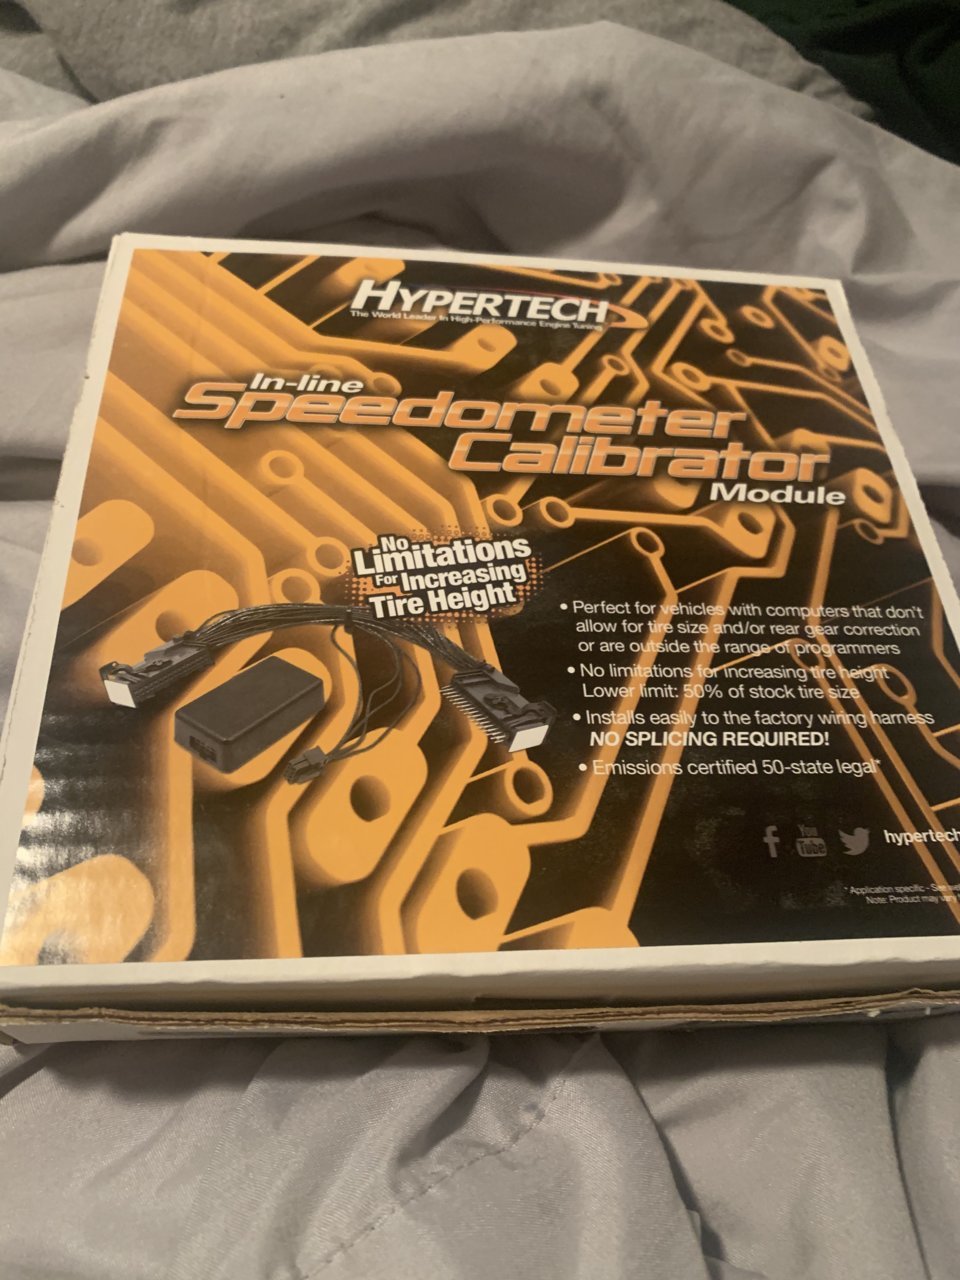 HYPERTECH
The World Leader In High-Performance Engine Tuning
In-line
Speedometer
Calibrator
Module
No
Limitations
For Increasing
Tire Height
• Perfect for vehicles with computers that don't
allow for tire size and/or rear gear correction
or are outside the range of programmers
• No limitations for increasing tire height
Lower limit: 50% of stock tire size
• Installs easily to the factory wiring harness
NO SPLICING REQUIRED!
• Emissions certified 50-state legal*
f You Tube hypertech
* Application specific - See
Note: Product may vary